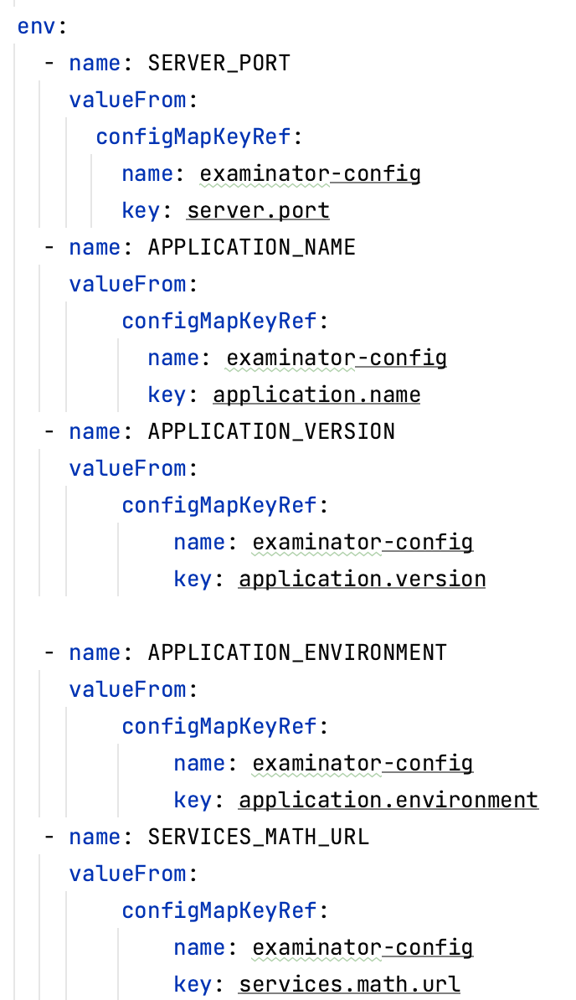 env:
  - name: SERVER_PORT
    valueFrom:
      configMapKeyRef:
        name: examinator-config
        key: server.port
  - name: APPLICATION_NAME
    valueFrom:
        configMapKeyRef:
          name: examinator-config
          key: application.name
  - name: APPLICATION_VERSION
    valueFrom:
        configMapKeyRef:
            name: examinator-config
            key: application.version

  - name: APPLICATION_ENVIRONMENT
    valueFrom:
        configMapKeyRef:
            name: examinator-config
            key: application.environment
  - name: SERVICES_MATH_URL
    valueFrom:
        configMapKeyRef:
            name: examinator-config
            key: services.math.url